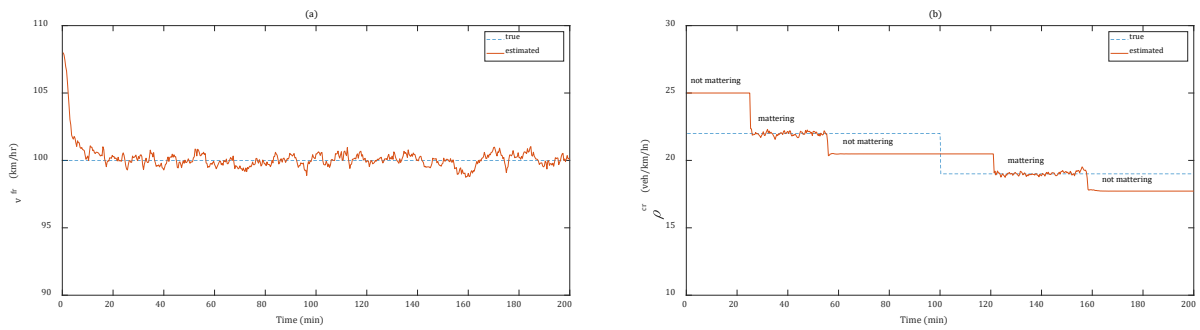 (a)
110
105
100
95
90
v fr (km/hr)
true
estimated
0 20 40 60 80 100 120 140 160 180 200
Time (min)
(b)
30
25
20
15
10
ρ cr (veh/km/ln)
true
estimated
not mattering
mattering
not mattering
mattering
not mattering
0 20 40 60 80 100 120 140 160 180 200
Time (min)